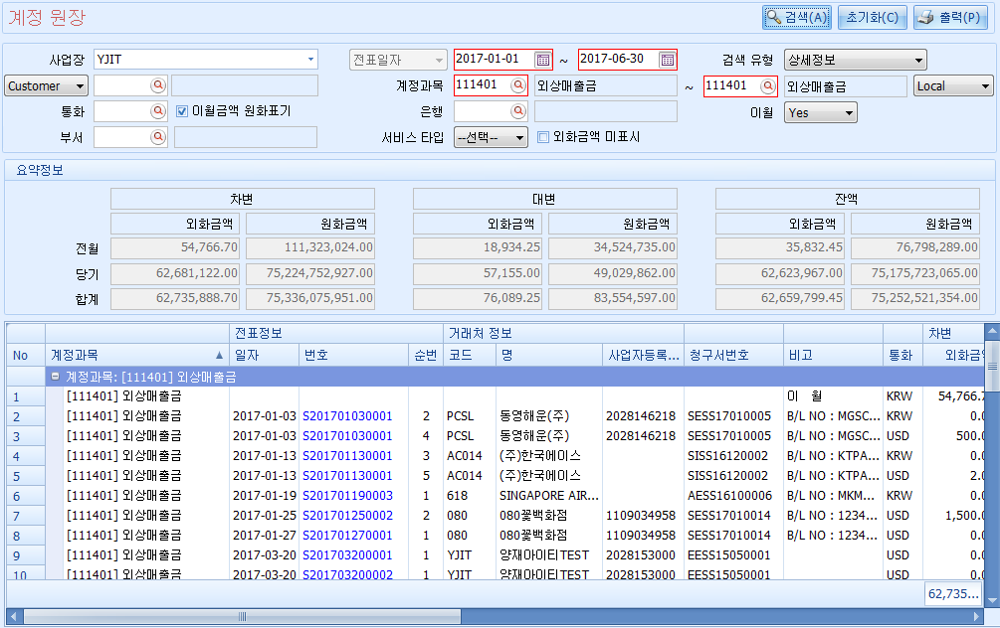 계정 원장 검색(A) 초기화(C) 출력(P)
사업장 YJIT 전표일자 2017-01-01 ~ 2017-06-30 검색 유형 상세정보
Customer 계정과목 111401 외상매출금 ~ 111401 외상매출금 Local
통화 이월금액 원화표기 은행 이월 Yes
부서 서비스 타입 --선택-- 외화금액 미표시
요약정보
차변 대변 잔액
외화금액 원화금액 외화금액 원화금액 외화금액 원화금액
전월 54,766.70 111,323,024.00 18,934.25 34,524,735.00 35,832.45 76,798,289.00
당기 62,681,122.00 75,224,752,927.00 57,155.00 49,029,862.00 62,623,967.00 75,175,723,065.00
합계 62,735,888.70 75,336,075,951.00 76,089.25 83,554,597.00 62,659,799.45 75,252,521,354.00
전표정보 거래처 정보 차변
No 계정과목 일자 번호 순번 코드 명 사업자등록... 청구서번호 비고 통화 외화금
계정과목: [111401] 외상매출금
1 [111401] 외상매출금 이 월 KRW 54,766.7
2 [111401] 외상매출금 2017-01-03 S201701030001 2 PCSL 동영해운(주) 2028146218 SESS17010005 B/L NO : MGSC... KRW 0.0
3 [111401] 외상매출금 2017-01-03 S201701030001 4 PCSL 동영해운(주) 2028146218 SESS17010005 B/L NO : MGSC... USD 500.0
4 [111401] 외상매출금 2017-01-13 S201701130001 3 AC014 (주)한국에이스 SISS16120002 B/L NO : KTPA... KRW 0.0
5 [111401] 외상매출금 2017-01-13 S201701130001 5 AC014 (주)한국에이스 SISS16120002 B/L NO : KTPA... USD 2.0
6 [111401] 외상매출금 2017-01-19 S201701190003 1 618 SINGAPORE AIR... AESS16100006 B/L NO : MKM... KRW 0.0
7 [111401] 외상매출금 2017-01-25 S201701250002 2 080 080꽃백화점 1109034958 SESS17010014 B/L NO : 1234... USD 1,500.0
8 [111401] 외상매출금 2017-01-27 S201701270001 1 080 080꽃백화점 1109034958 SESS17010014 B/L NO : 1234... USD 0.0
9 [111401] 외상매출금 2017-03-20 S201703200001 1 YJIT 양재아이티TEST 2028153000 EESS15050001 USD 0.0
10 [111401] 외상매출금 2017-03-20 S201703200002 1 YJIT 양재아이티TEST 2028153000 EESS15050001 USD 0.0
62,735...